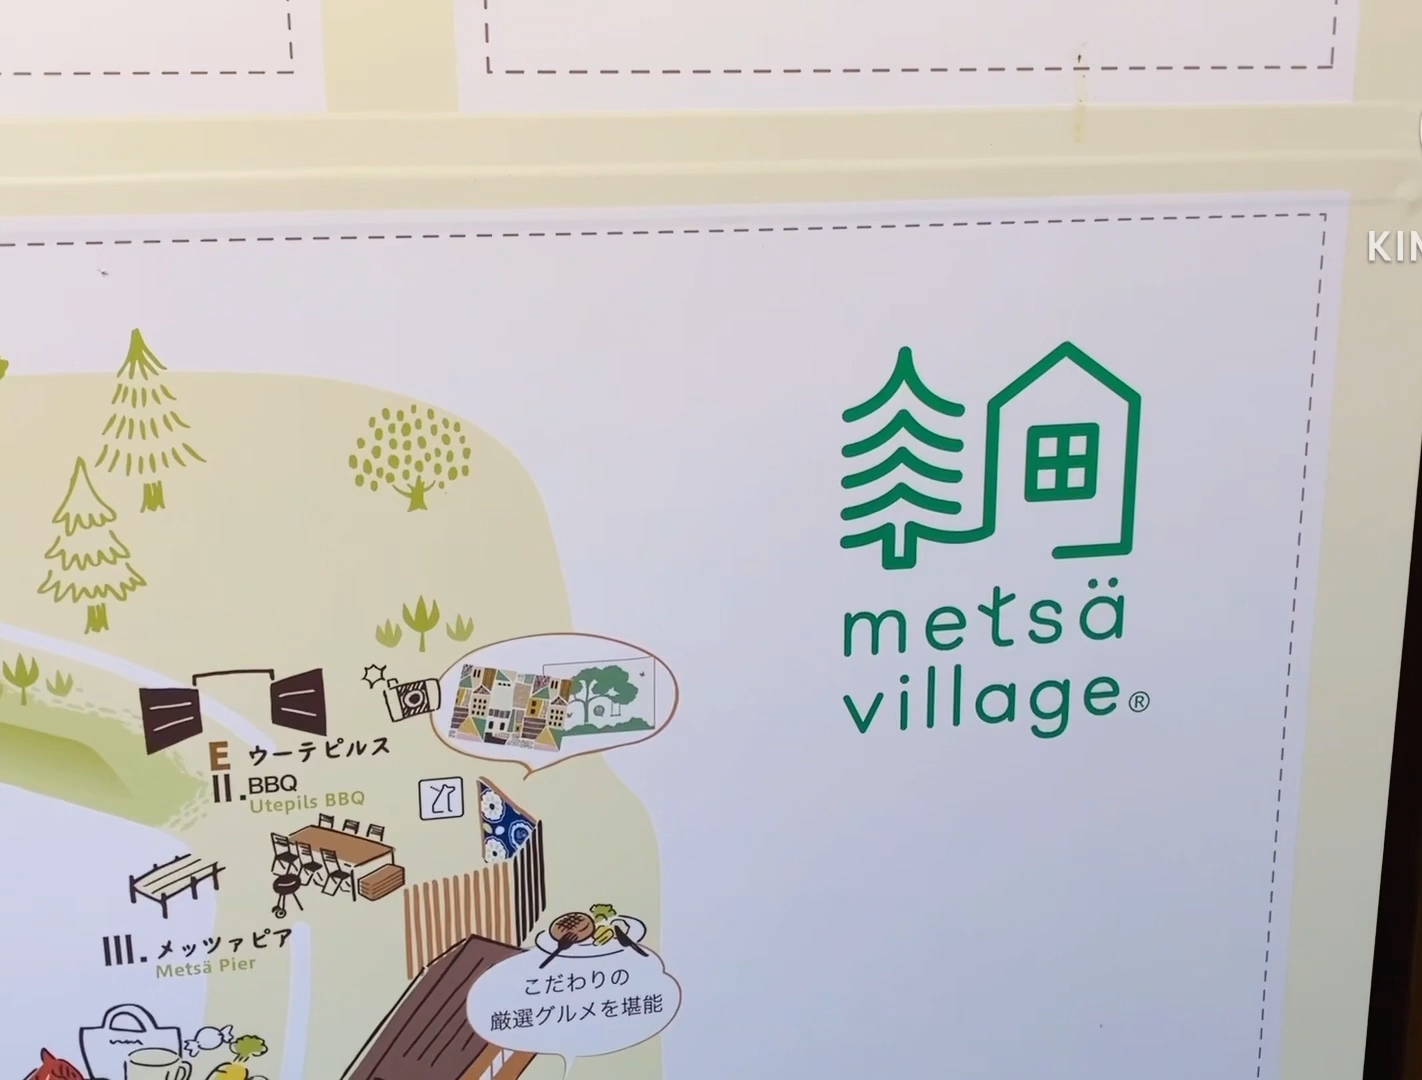 metsä
village®
E ウーテピルス
II. BBQ
Utepils BBQ
III. メッツァピア
Metsä Pier
こだわりの
厳選グルメを堪能